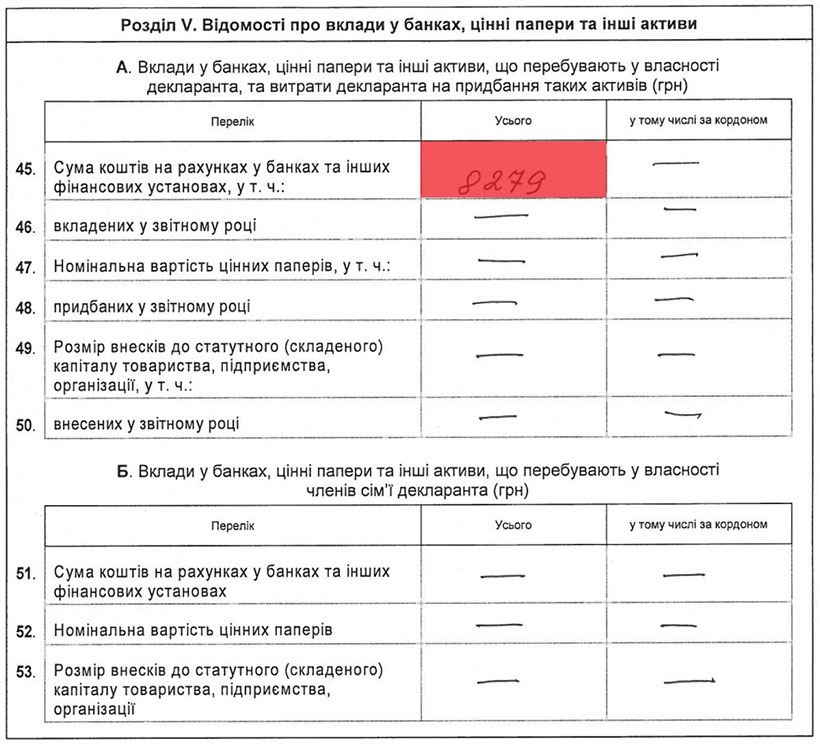 Розділ V. Відомості про вклади у банках, цінні папери та інші активи
А. Вклади у банках, цінні папери та інші активи, що перебувають у власності
декларанта, та витрати декларанта на придбання таких активів (грн)
Перелік Усього у тому числі за кордоном
45. Сума коштів на рахунках у банках та інших
фінансових установах, у т. ч.: 8279 —
46. вкладених у звітному році — —
47. Номінальна вартість цінних паперів, у т. ч.: — —
48. придбаних у звітному році — —
49. Розмір внесків до статутного (складеного)
капіталу товариства, підприємства, — —
організації, у т. ч.:
50. внесених у звітному році — —
Б. Вклади у банках, цінні папери та інші активи, що перебувають у власності
членів сім’ї декларанта (грн)
Перелік Усього у тому числі за кордоном
51. Сума коштів на рахунках у банках та інших — —
фінансових установах
52. Номінальна вартість цінних паперів — —
53. Розмір внесків до статутного (складеного)
капіталу товариства, підприємства, — —
організації